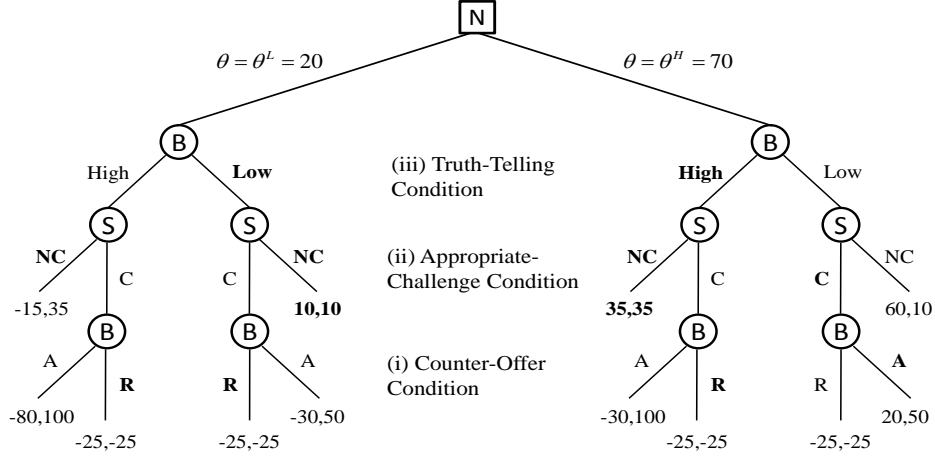 N
θ = θ^L = 20
θ = θ^H = 70
B
B
High
Low
(iii) Truth-Telling
Condition
High
Low
S
S
S
S
NC
C
C
NC
(ii) Appropriate-
Challenge Condition
NC
C
C
NC
-15,35
10,10
35,35
60,10
B
B
B
B
A
R
R
A
(i) Counter-Offer
Condition
A
R
R
A
-80,100
-30,50
-30,100
20,50
-25,-25
-25,-25
-25,-25
-25,-25